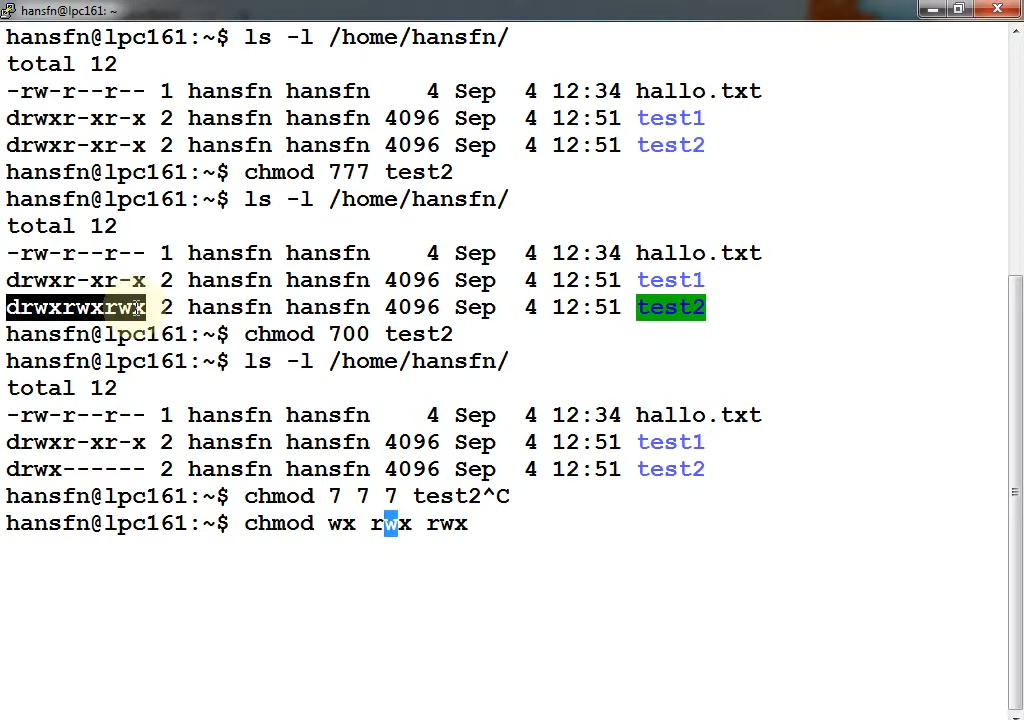 hansfn@lpc161: ~
hansfn@lpc161:~$ ls -l /home/hansfn/
total 12
-rw-r--r-- 1 hansfn hansfn    4 Sep  4 12:34 hallo.txt
drwxr-xr-x 2 hansfn hansfn 4096 Sep  4 12:51 test1
drwxr-xr-x 2 hansfn hansfn 4096 Sep  4 12:51 test2
hansfn@lpc161:~$ chmod 777 test2
hansfn@lpc161:~$ ls -l /home/hansfn/
total 12
-rw-r--r-- 1 hansfn hansfn    4 Sep  4 12:34 hallo.txt
drwxr-xr-x 2 hansfn hansfn 4096 Sep  4 12:51 test1
drwxrwxrwx 2 hansfn hansfn 4096 Sep  4 12:51 test2
hansfn@lpc161:~$ chmod 700 test2
hansfn@lpc161:~$ ls -l /home/hansfn/
total 12
-rw-r--r-- 1 hansfn hansfn    4 Sep  4 12:34 hallo.txt
drwxr-xr-x 2 hansfn hansfn 4096 Sep  4 12:51 test1
drwx------ 2 hansfn hansfn 4096 Sep  4 12:51 test2
hansfn@lpc161:~$ chmod 7 7 7 test2^C
hansfn@lpc161:~$ chmod wx rwx rwx